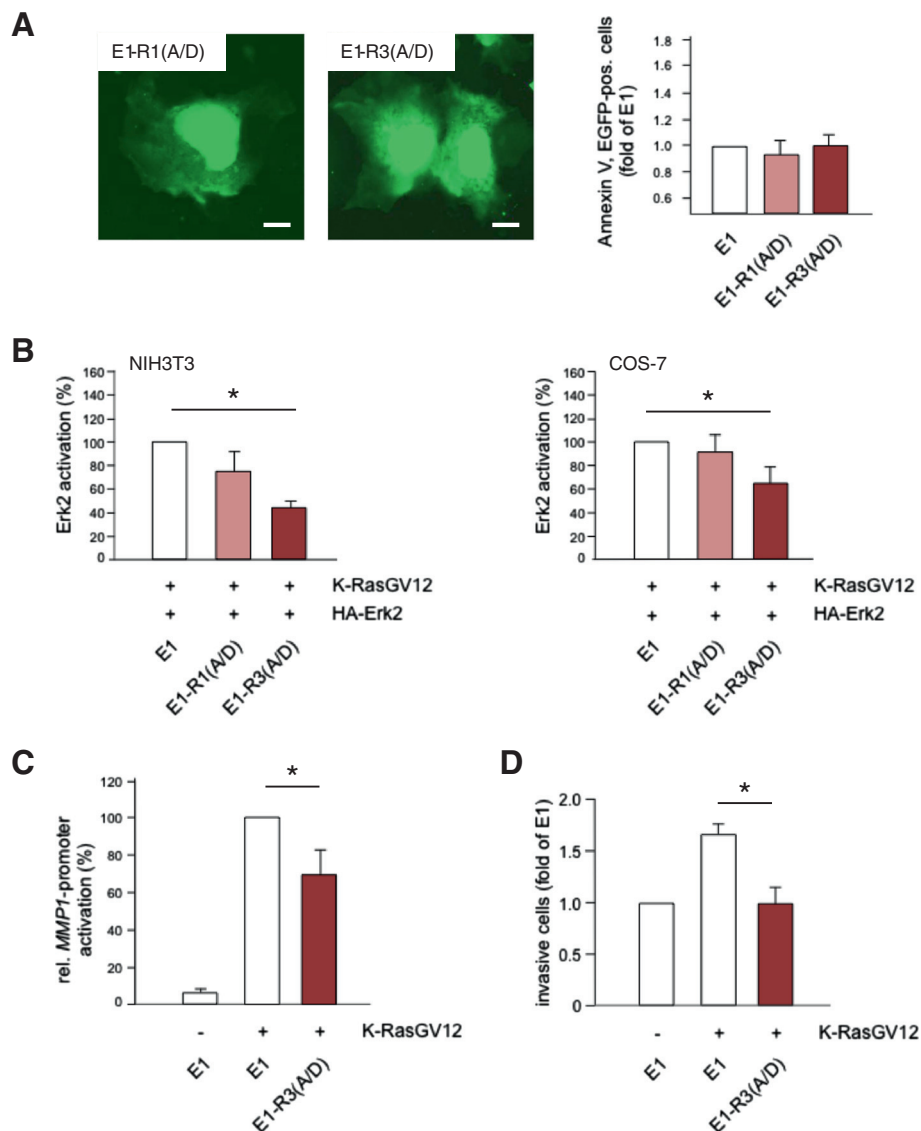 A
E1-R1(A/D)
E1-R3(A/D)
Annexin V, EGFP-pos. cells
(fold of E1)
1.8
1.6
1.4
1.2
1.0
0.8
0.6
E1
E1-R1(A/D)
E1-R3(A/D)
B
NIH3T3
Erk2 activation (%)
160
140
120
100
80
60
40
20
0
*
+ + + K-RasGV12
+ + + HA-Erk2
E1
E1-R1(A/D)
E1-R3(A/D)
COS-7
Erk2 activation (%)
160
140
120
100
80
60
40
20
0
*
+ + + K-RasGV12
+ + + HA-Erk2
E1
E1-R1(A/D)
E1-R3(A/D)
C
rel. MMP1-promoter
activation (%)
120
100
80
60
40
20
0
*
- + + K-RasGV12
E1
E1
E1-R3(A/D)
D
invasive cells (fold of E1)
2.0
1.5
1.0
0.5
0
*
- + + K-RasGV12
E1
E1
E1-R3(A/D)